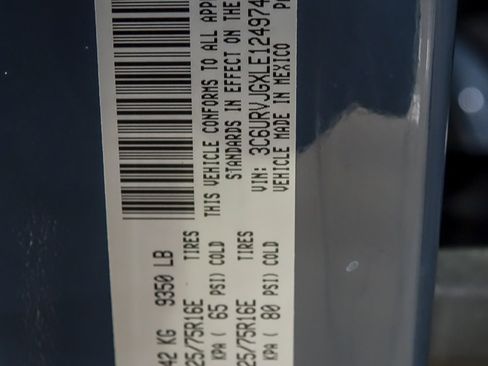 THIS VEHICLE CONFORMS TO ALL APP
STANDARDS IN EFFECT ON THE
VIN: 3C6URVJGXLE124974
VEHICLE MADE IN MEXICO
42 KG 9350 LB
25/75R16E TIRES
KPA ( 65 PSI) COLD
25/75R16E TIRES
KPA ( 80 PSI) COLD